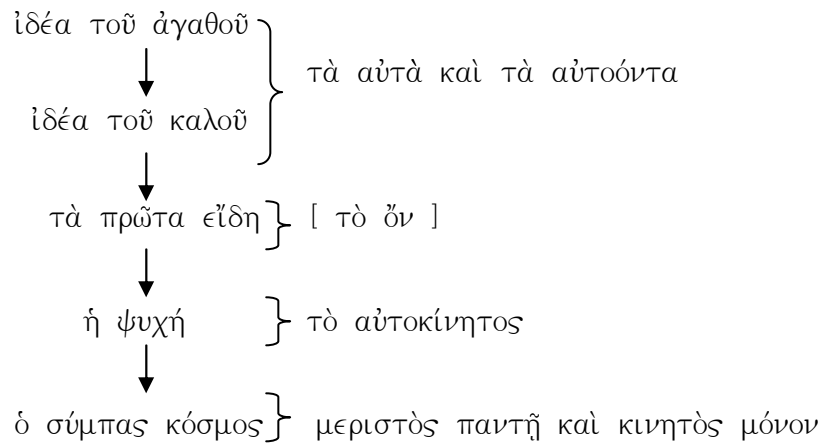 ἰδέα τοῦ ἀγαθοῦ
τὰ αὐτὰ καὶ τὰ αὐτοόντα
ἰδέα τοῦ καλοῦ
τὰ πρῶτα εἴδη [ τὸ ὄν ]
ἡ ψυχή τὸ αὐτοκίνητος
ὁ σύμπας κόσμος μεριστὸς παντῇ καὶ κινητὸς μόνον